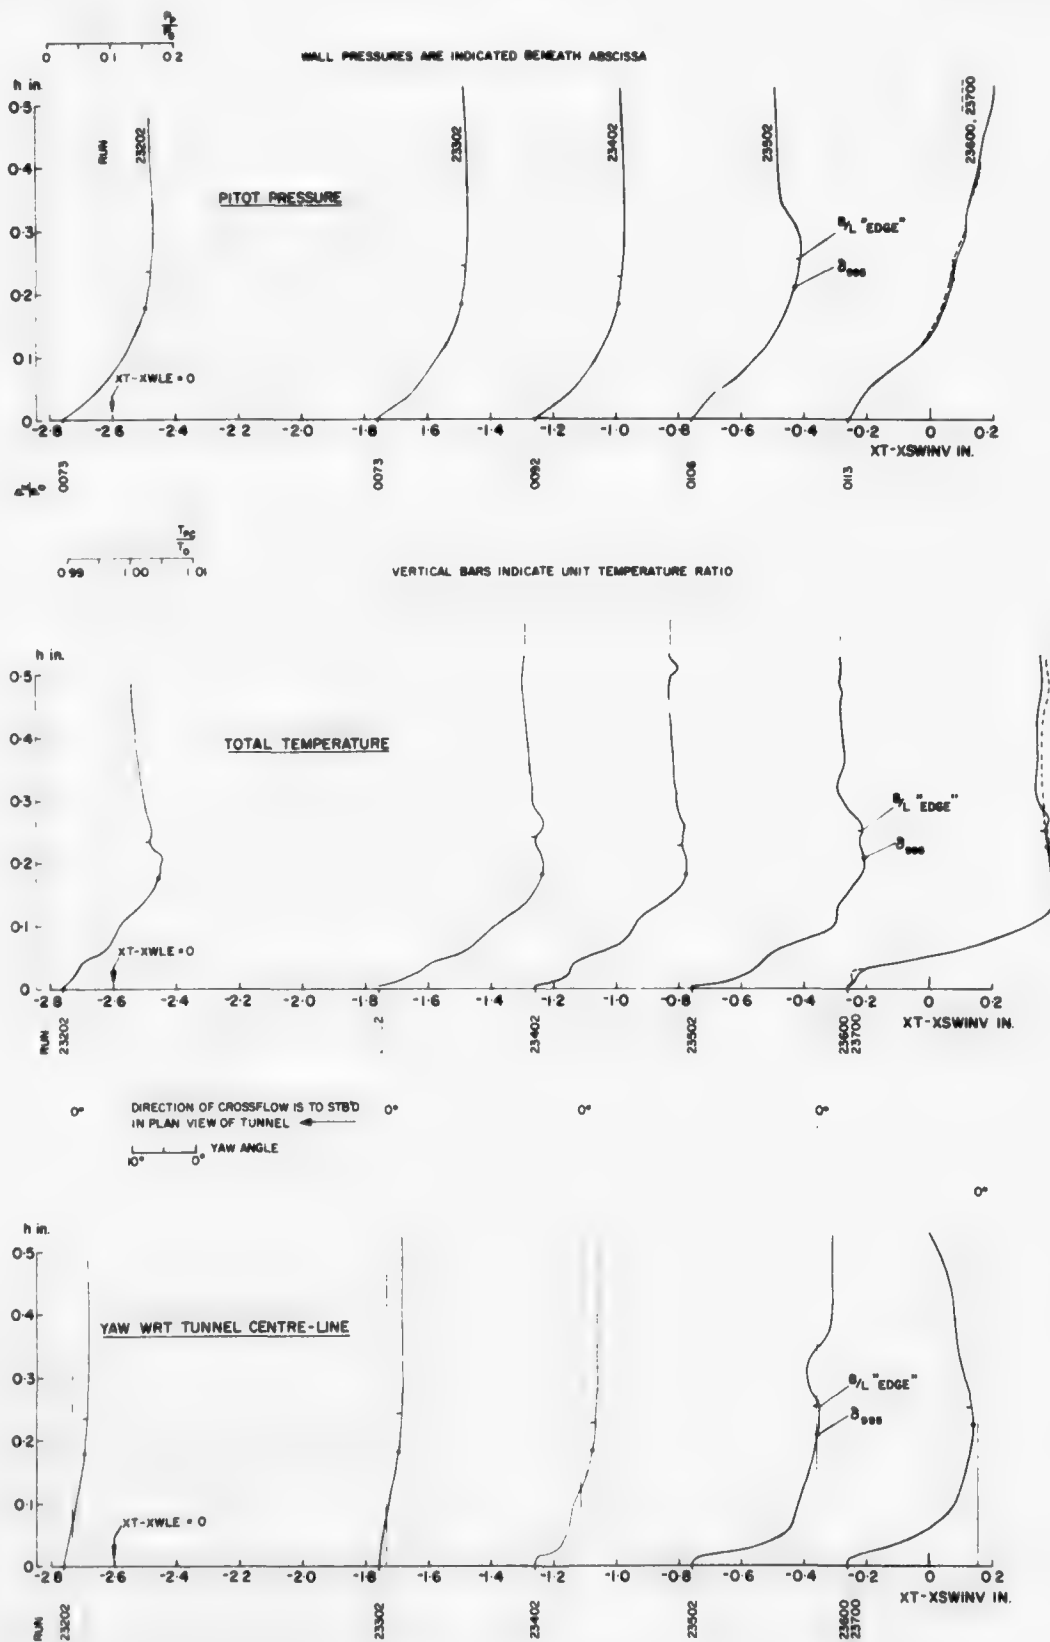 Pp/P0
0 0·1 0·2
WALL PRESSURES ARE INDICATED BENEATH ABSCISSA
h in.
0·5
0·4
0·3
0·2
0·1
0
RUN
23202
23302
23402
23502
23600, 23700
PITOT PRESSURE
B/L "EDGE"
δ995
XT-XWLE = 0
-2·8 -2·6 -2·4 -2·2 -2·0 -1·8 -1·6 -1·4 -1·2 -1·0 -0·8 -0·6 -0·4 -0·2 0 0·2
XT-XSWINV IN.
0073 0073 0092 0106 0113
T0
0·99 1·00 1·01
VERTICAL BARS INDICATE UNIT TEMPERATURE RATIO
h in.
0·5
0·4
0·3
0·2
0·1
0
TOTAL TEMPERATURE
B/L "EDGE"
δ995
XT-XWLE = 0
-2·8 -2·6 -2·4 -2·2 -2·0 -1·8 -1·6 -1·4 -1·2 -1·0 -0·8 -0·6 -0·4 -0·2 0 0·2
XT-XSWINV IN.
RUN 23202 23402 23502 23600 23700
0° 0° 0° 0°
DIRECTION OF CROSSFLOW IS TO STB'D
IN PLAN VIEW OF TUNNEL
10° 0° YAW ANGLE
0°
h in.
0·5
0·4
0·3
0·2
0·1
0
YAW WRT TUNNEL CENTRE-LINE
B/L "EDGE"
δ995
XT-XWLE = 0
-2·8 -2·6 -2·4 -2·2 -2·0 -1·8 -1·6 -1·4 -1·2 -1·0 -0·8 -0·6 -0·4 -0·2 0 0·2
XT-XSWINV IN.
RUN 23202 23302 23402 23502 23600 23700